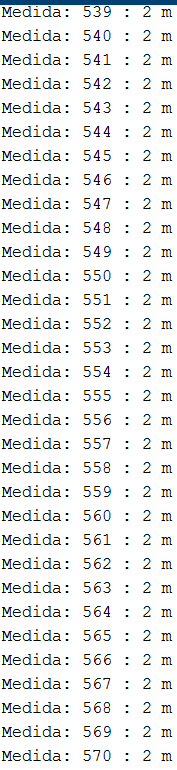 Medida: 539 : 2 m
Medida: 540 : 2 m
Medida: 541 : 2 m
Medida: 542 : 2 m
Medida: 543 : 2 m
Medida: 544 : 2 m
Medida: 545 : 2 m
Medida: 546 : 2 m
Medida: 547 : 2 m
Medida: 548 : 2 m
Medida: 549 : 2 m
Medida: 550 : 2 m
Medida: 551 : 2 m
Medida: 552 : 2 m
Medida: 553 : 2 m
Medida: 554 : 2 m
Medida: 555 : 2 m
Medida: 556 : 2 m
Medida: 557 : 2 m
Medida: 558 : 2 m
Medida: 559 : 2 m
Medida: 560 : 2 m
Medida: 561 : 2 m
Medida: 562 : 2 m
Medida: 563 : 2 m
Medida: 564 : 2 m
Medida: 565 : 2 m
Medida: 566 : 2 m
Medida: 567 : 2 m
Medida: 568 : 2 m
Medida: 569 : 2 m
Medida: 570 : 2 m